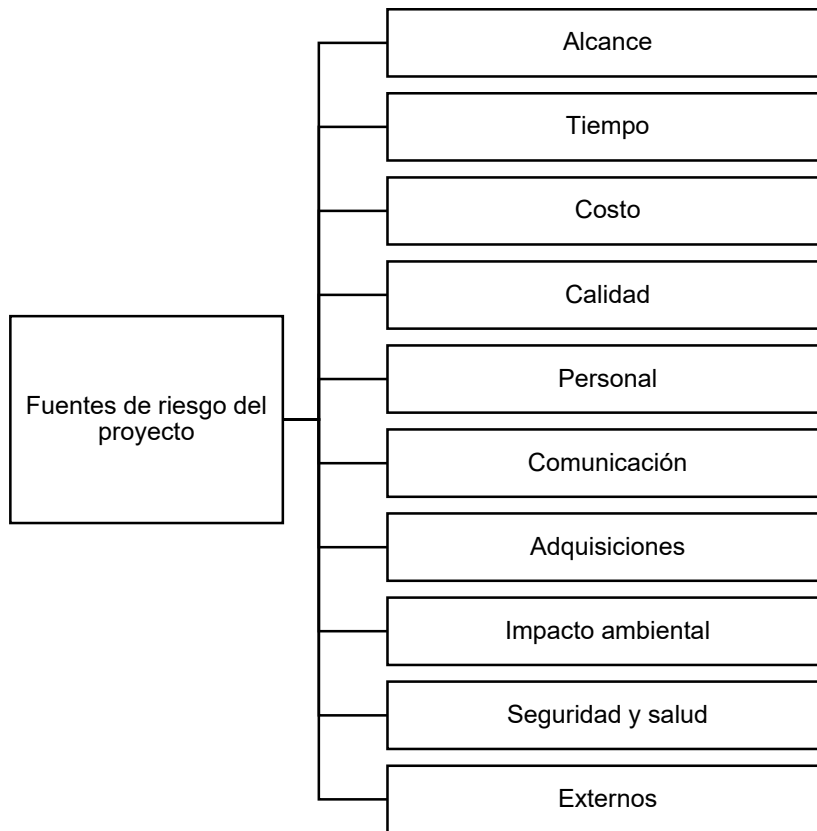 Alcance
Tiempo
Costo
Calidad
Fuentes de riesgo del
proyecto
Personal
Comunicación
Adquisiciones
Impacto ambiental
Seguridad y salud
Externos